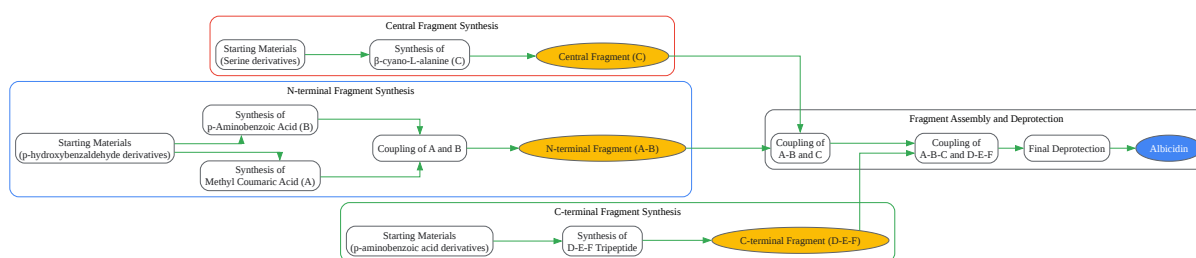 Central Fragment Synthesis
Starting Materials
(Serine derivatives)
Synthesis of
β-cyano-L-alanine (C)
Central Fragment (C)
N-terminal Fragment Synthesis
Starting Materials
(p-hydroxybenzaldehyde derivatives)
Synthesis of
p-Aminobenzoic Acid (B)
Synthesis of
Methyl Coumaric Acid (A)
Coupling of A and B
N-terminal Fragment (A-B)
C-terminal Fragment Synthesis
Starting Materials
(p-aminobenzoic acid derivatives)
Synthesis of
D-E-F Tripeptide
C-terminal Fragment (D-E-F)
Fragment Assembly and Deprotection
Coupling of
A-B and C
Coupling of
A-B-C and D-E-F
Final Deprotection
Albicidin